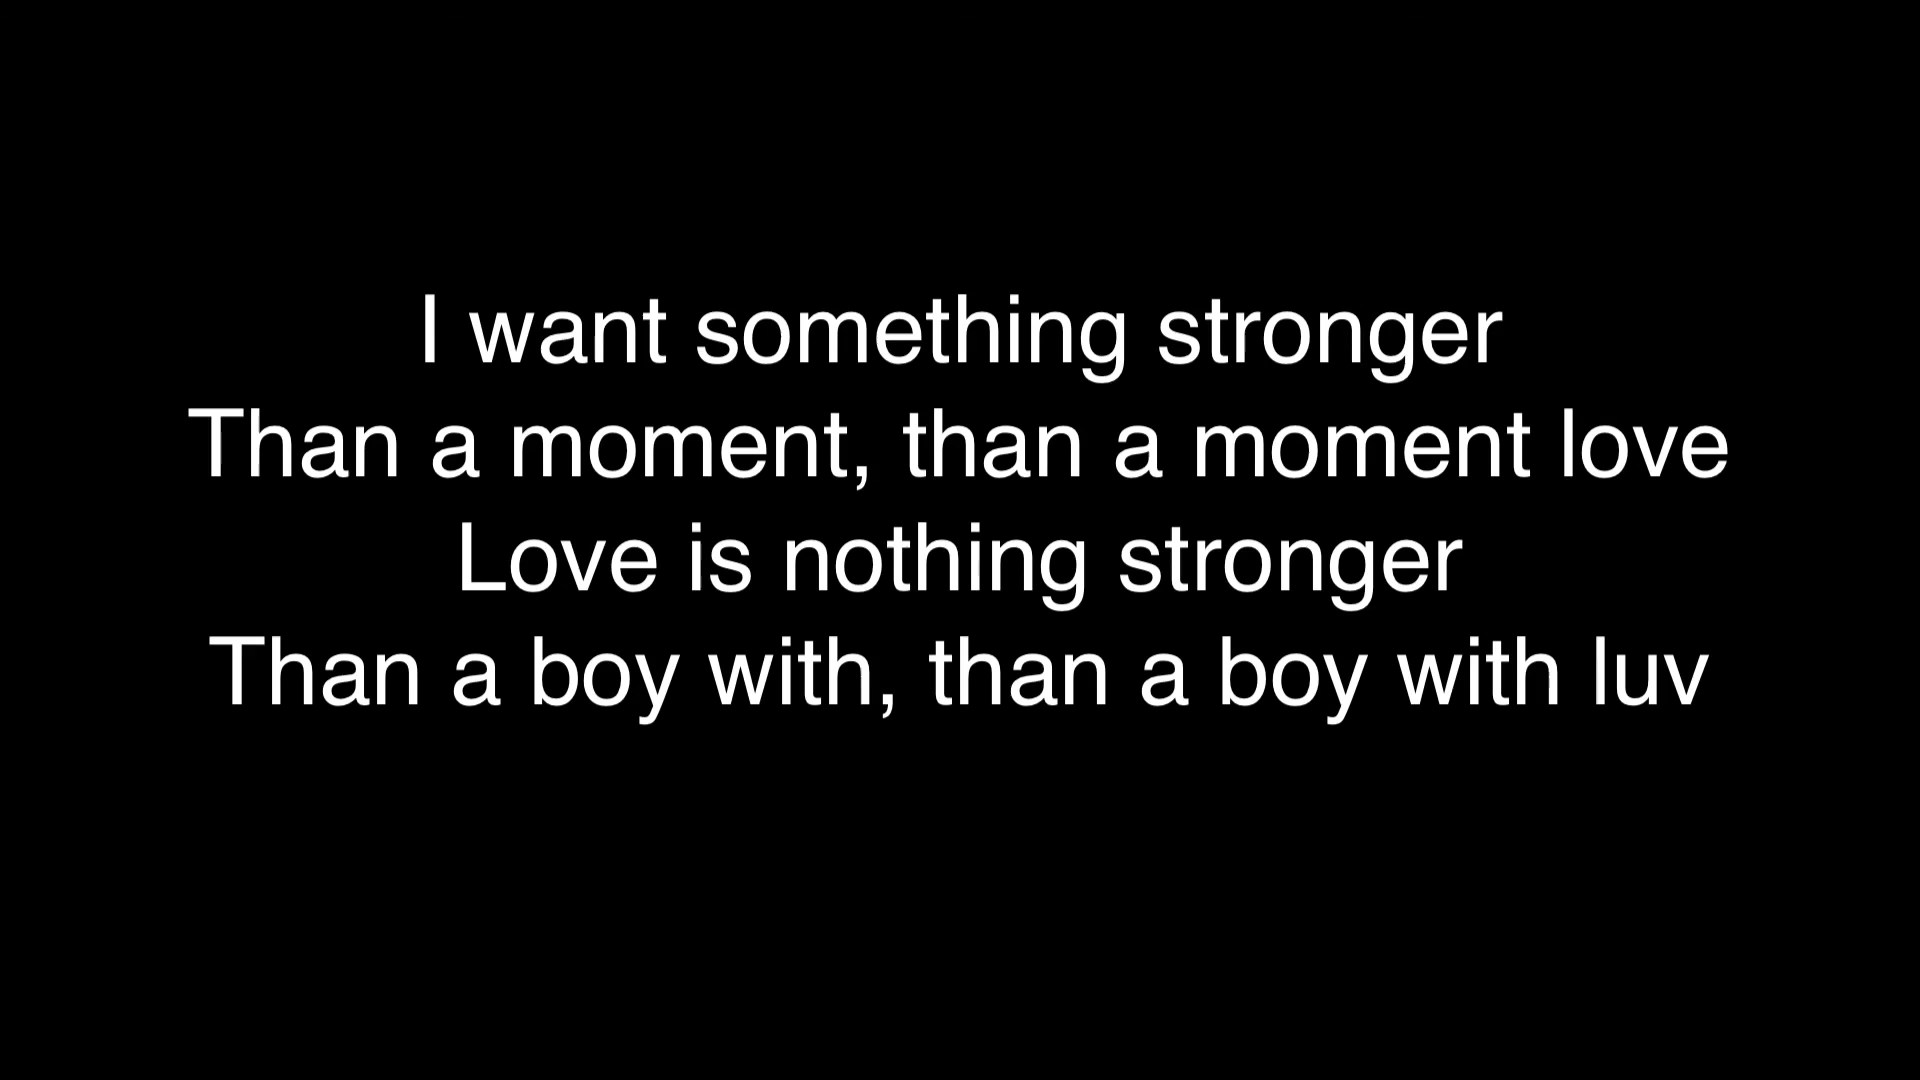 I want something stronger
Than a moment, than a moment love
Love is nothing stronger
Than a boy with, than a boy with luv